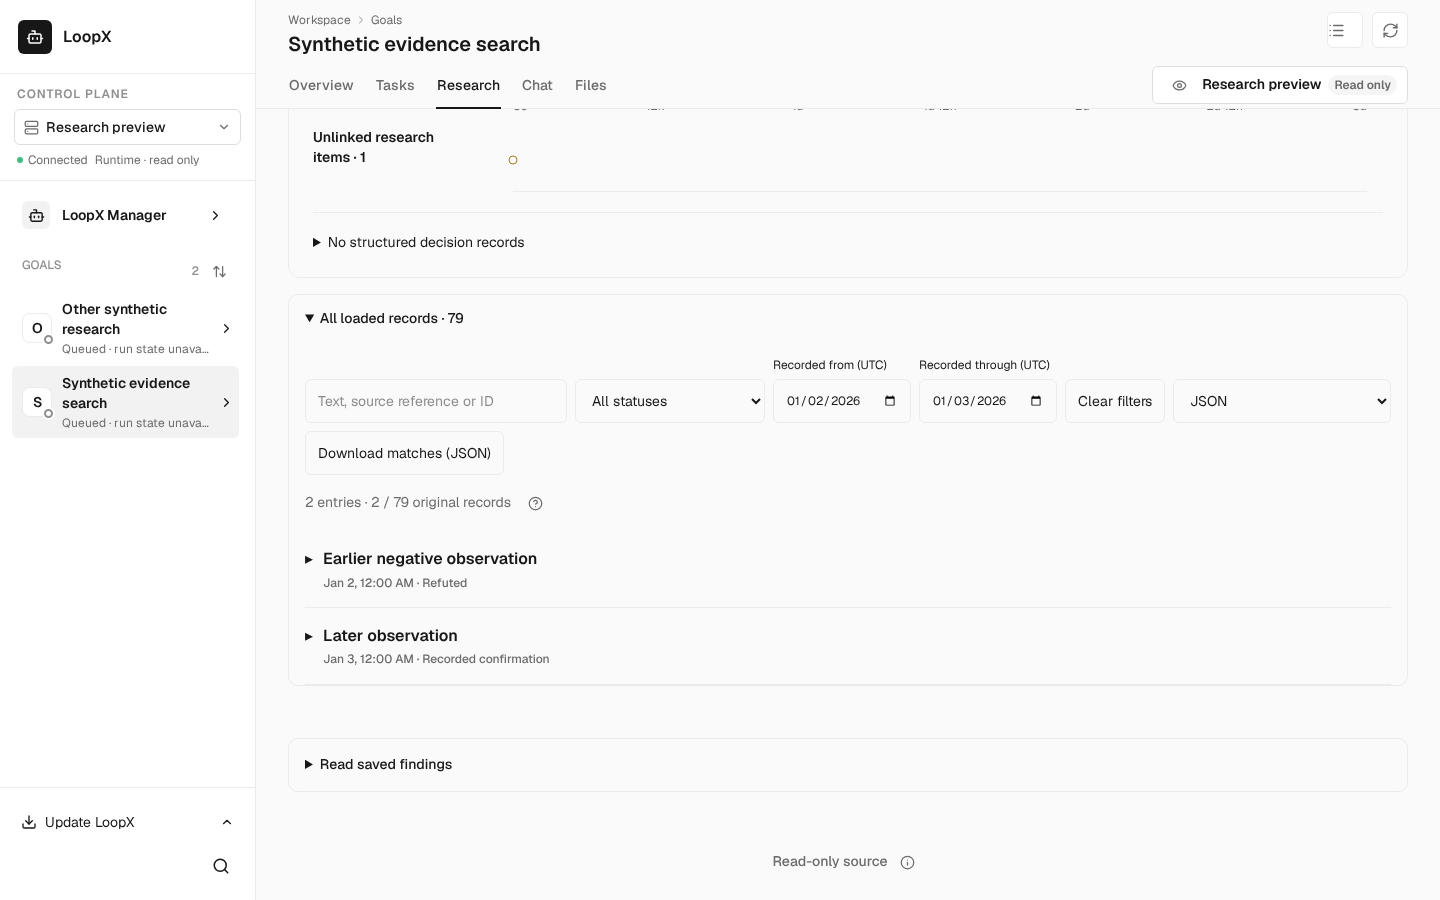 LoopX
CONTROL PLANE
Research preview
Connected Runtime · read only
LoopX Manager
GOALS
2
O
Other synthetic
research
Queued · run state unava…
S
Synthetic evidence
search
Queued · run state unava…
Update LoopX
Workspace
Goals
Synthetic evidence search
Overview
Tasks
Research
Chat
Files
Research preview
Read only
Unlinked research
items · 1
No structured decision records
All loaded records · 79
Recorded from (UTC)
Recorded through (UTC)
Text, source reference or ID
All statuses
01/02/2026
01/03/2026
Clear filters
JSON
Download matches (JSON)
2 entries · 2 / 79 original records
Earlier negative observation
Jan 2, 12:00 AM · Refuted
Later observation
Jan 3, 12:00 AM · Recorded confirmation
Read saved findings
Read-only source